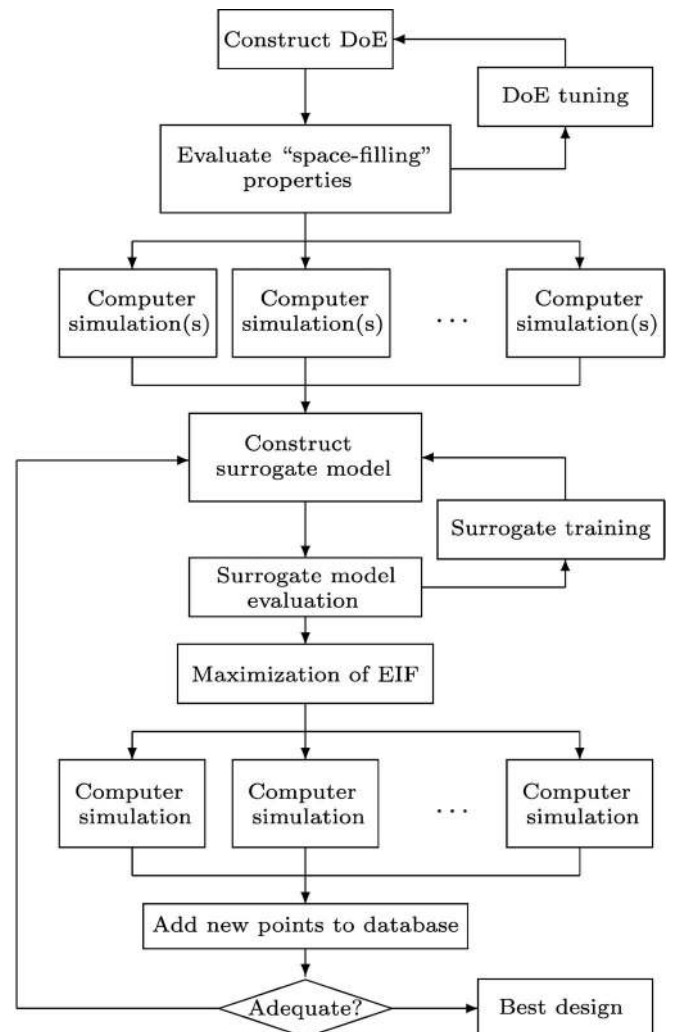 Construct DoE
DoE tuning
Evaluate “space-filling”
properties
Computer
simulation(s)
Computer
simulation(s)
. . .
Computer
simulation(s)
Construct
surrogate model
Surrogate training
Surrogate model
evaluation
Maximization of EIF
Computer
simulation
Computer
simulation
. . .
Computer
simulation
Add new points to database
Adequate?
Best design